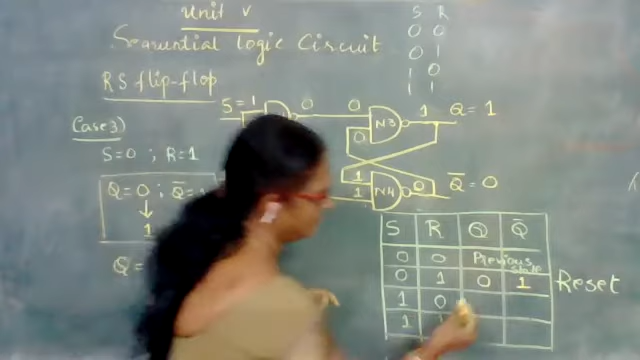 Unit V
Sequential logic Circuit
RS flip-flop
S R
0 0
0 1
1 0
1 1
Case 3)
S=0 ; R=1
Q=0 ; Q̅=
1
Q=
S=1
0 0
N3
1 Q=1
0
1
1
N4
0 Q̅=0
S R Q Q̅
0 0 Previous state
0 1 0 1 Reset
1 0
1